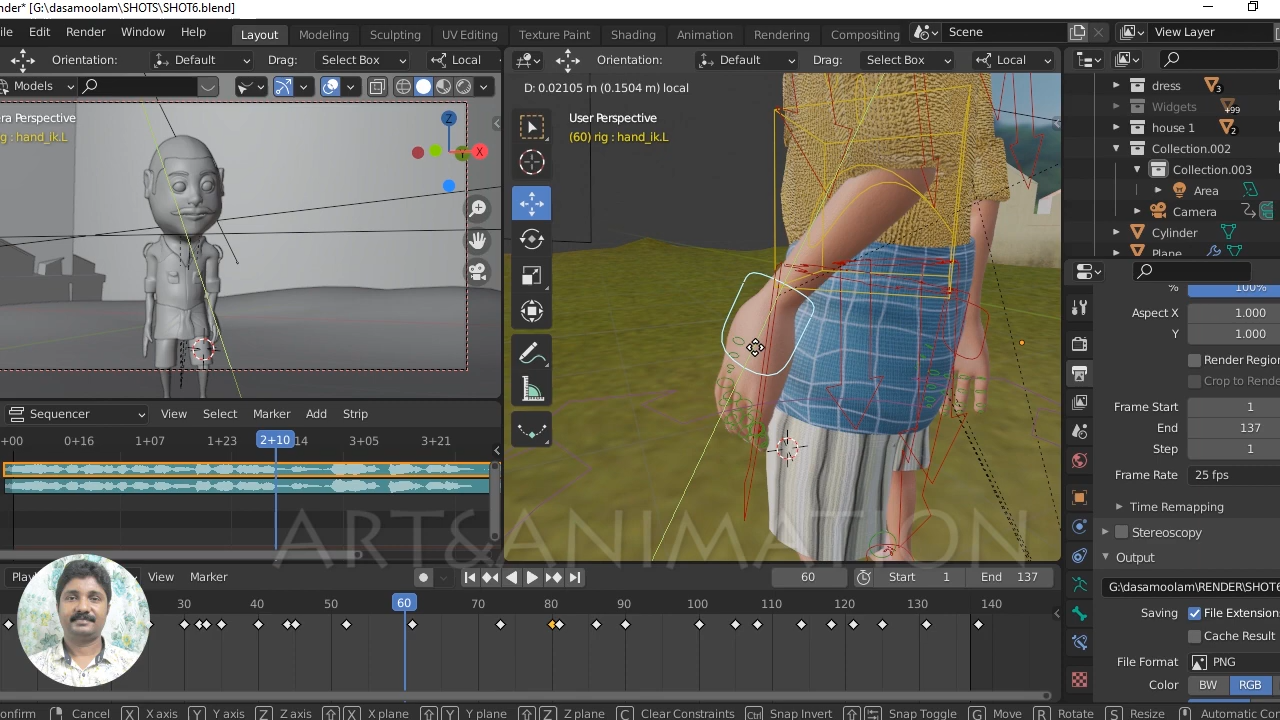 nder* [G:\dasamoolam\SHOTS\SHOT6.blend]
ile Edit Render Window Help Layout Modeling Sculpting UV Editing Texture Paint Shading Animation Rendering Compositing Scene View Layer
Orientation: Default Drag: Select Box Local
Orientation: Default Drag: Select Box Local
Models
D: 0.02105 m (0.1504 m) local
ra Perspective
rig : hand_ik.L
Z
X
User Perspective
(60) rig : hand_ik.L
dress 3
Widgets +99
house 1 2
Collection.002
Collection.003
Area
Camera
Cylinder
Plane
% 100%
Aspect X 1.000
Y 1.000
Render Region
Crop to Render
Frame Start 1
End 137
Step 1
Frame Rate 25 fps
Time Remapping
Stereoscopy
Output
G:\dasamoolam\RENDER\SHOT6
Saving File Extension
Cache Result
File Format PNG
Color BW RGB
Sequencer View Select Marker Add Strip
+00 0+16 1+07 1+23 2+10 14 3+05 3+21
ART&ANIMATION
Play View Marker 60 Start 1 End 137
30 40 50 60 70 80 90 100 110 120 130 140
onfirm Cancel X X axis Y Y axis Z Z axis X X plane Y Y plane Z Z plane C Clear Constraints Ctrl Snap Invert Snap Toggle G Move R Rotate S Resize Automatic Co